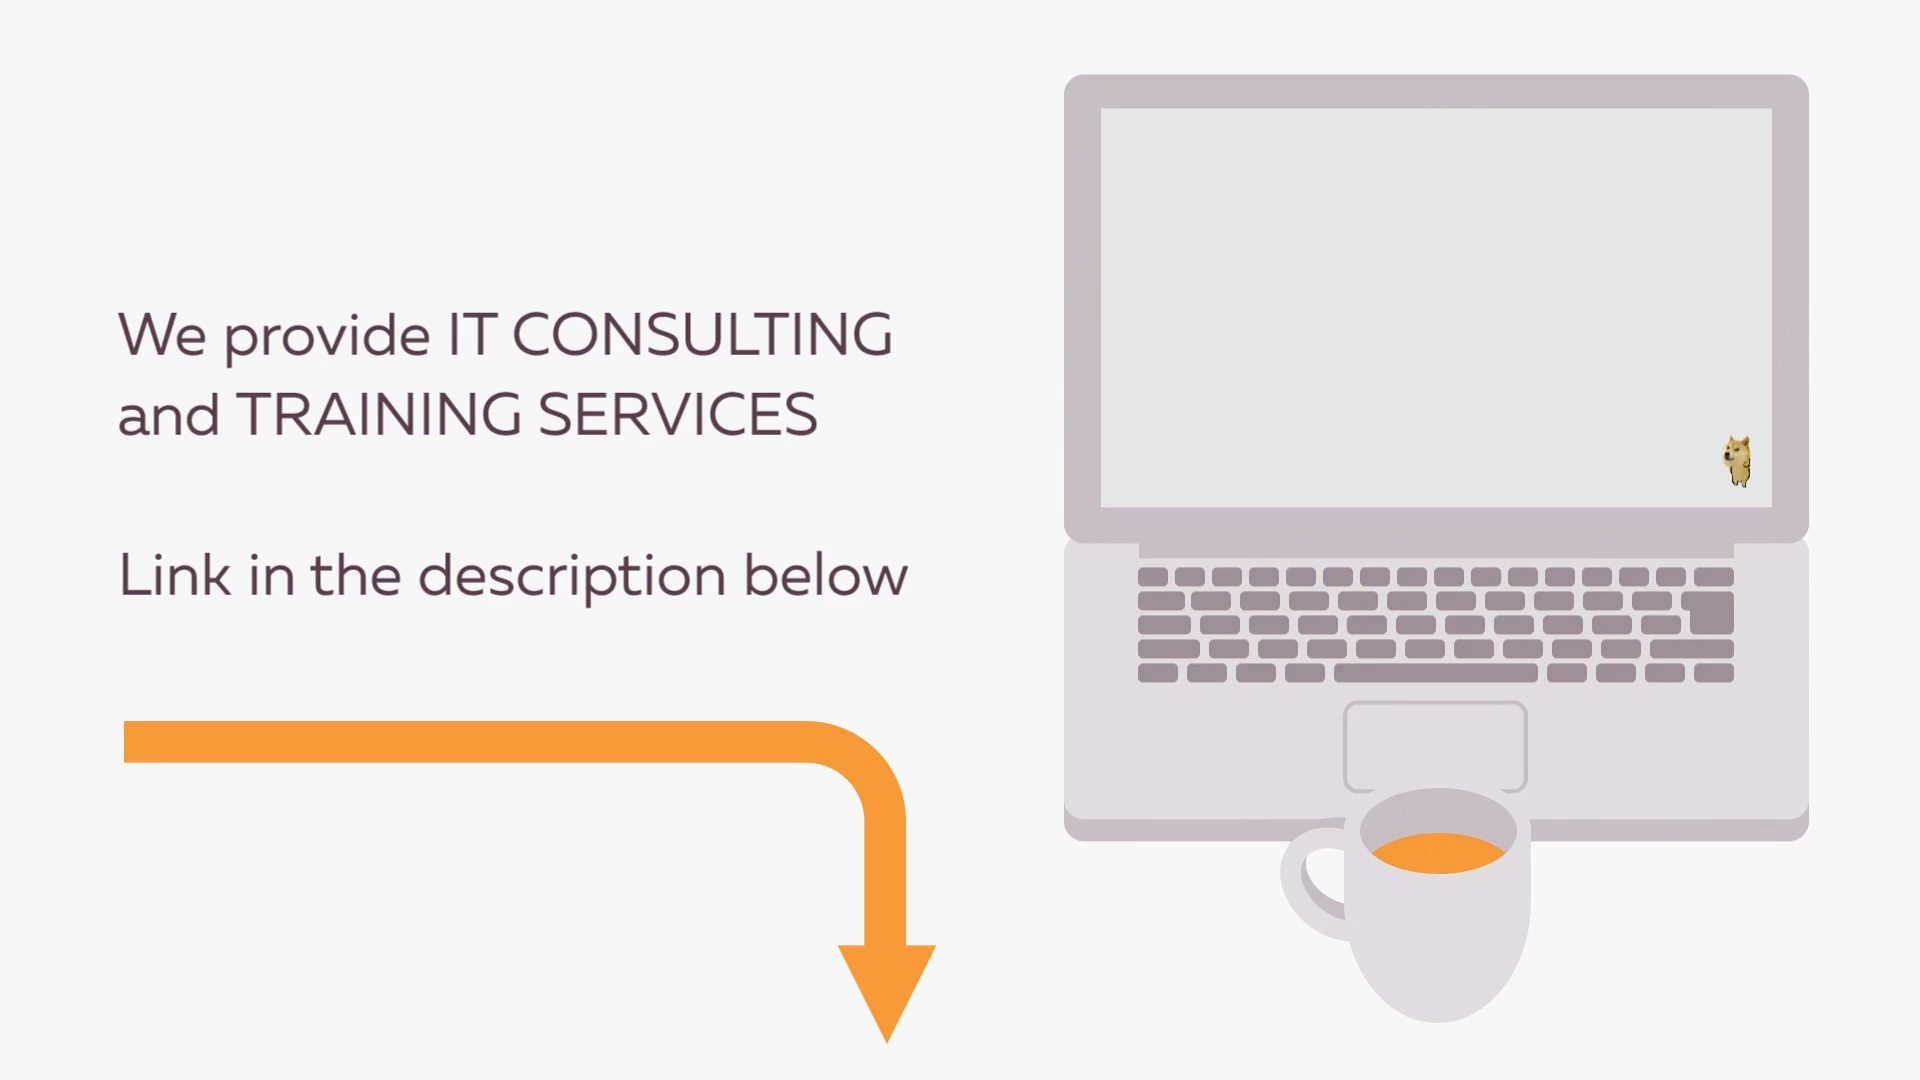 We provide IT CONSULTING
and TRAINING SERVICES
Link in the description below